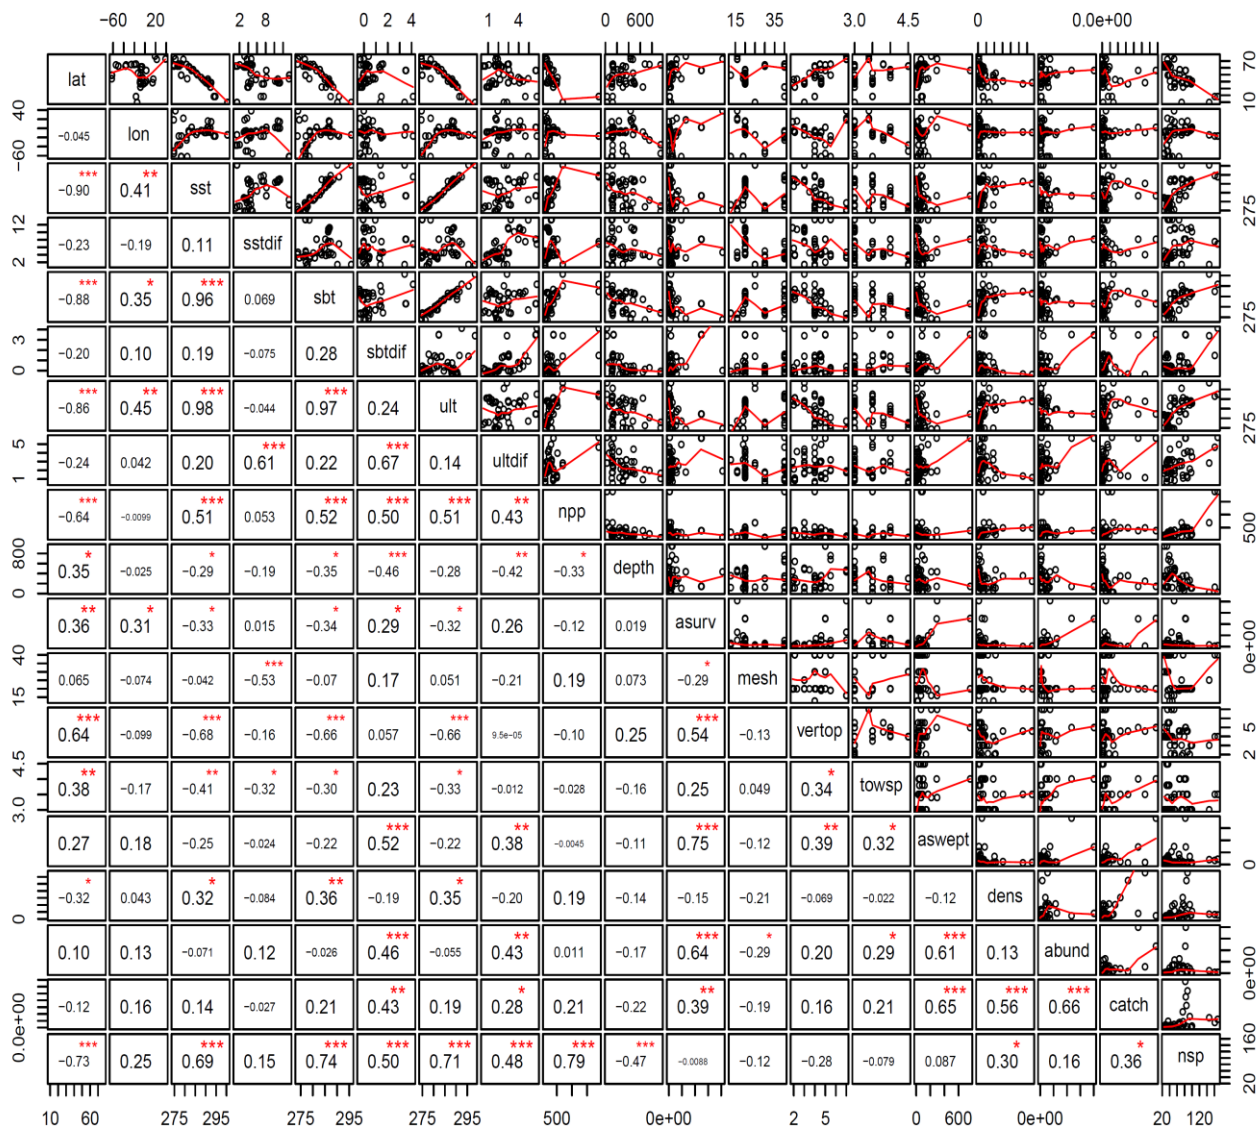 −60 20 2 8 0 2 4 1 4 0 600 15 35 3.0 4.5 0 0.0e+00
lat 10 70
−60 40 −0.045 lon
−0.90 *** 0.41 ** sst 275
2 12 −0.23 −0.19 0.11 sstdif
−0.88 *** 0.35 * 0.96 *** 0.069 sbt 275
0 3 −0.20 0.10 0.19 −0.075 0.28 sbtdif
−0.86 *** 0.45 ** 0.98 *** −0.044 0.97 *** 0.24 ult 275
1 5 −0.24 0.042 0.20 0.61 *** 0.22 0.67 *** 0.14 ultdif
−0.64 *** −0.0099 0.51 *** 0.053 0.52 *** 0.50 *** 0.51 *** 0.43 ** npp 500
0 800 0.35 * −0.025 −0.29 * −0.19 −0.35 * −0.46 *** −0.28 −0.42 ** −0.33 * depth
0.36 ** 0.31 * −0.33 * 0.015 −0.34 * 0.29 * −0.32 * 0.26 −0.12 0.019 asurv 0e+00
15 40 0.065 −0.074 −0.042 −0.53 *** −0.07 0.17 0.051 −0.21 0.19 0.073 −0.29 * mesh
0.64 *** −0.099 −0.68 *** −0.16 −0.66 *** 0.057 −0.66 *** 9.5e−05 −0.10 0.25 0.54 *** −0.13 vertop 2 5
3.0 4.5 0.38 ** −0.17 −0.41 ** −0.32 * −0.30 * 0.23 −0.33 * −0.012 −0.028 −0.16 0.25 0.049 0.34 * towsp
0.27 0.18 −0.25 −0.024 −0.22 0.52 *** −0.22 0.38 ** −0.0045 −0.11 0.75 *** −0.12 0.39 ** 0.32 * aswept 0
0 −0.32 * 0.043 0.32 * −0.084 0.36 ** −0.19 0.35 * −0.20 0.19 −0.14 −0.15 −0.21 −0.069 −0.022 −0.12 dens
0.10 0.13 −0.071 0.12 −0.026 0.46 *** −0.055 0.43 ** 0.011 −0.17 0.64 *** −0.29 * 0.20 0.29 * 0.61 *** 0.13 abund 0e+00
0.0e+00 −0.12 0.16 0.14 −0.027 0.21 0.43 ** 0.19 0.28 * 0.21 −0.22 0.39 ** −0.19 0.16 0.21 0.65 *** 0.56 *** 0.66 *** catch
−0.73 *** 0.25 0.69 *** 0.15 0.74 *** 0.50 *** 0.71 *** 0.48 *** 0.79 *** −0.47 *** −0.0088 −0.12 −0.28 −0.079 0.087 0.30 * 0.16 0.36 * nsp 20 160
10 60 275 295 275 295 275 295 500 0e+00 2 5 0 600 0e+00 20 120